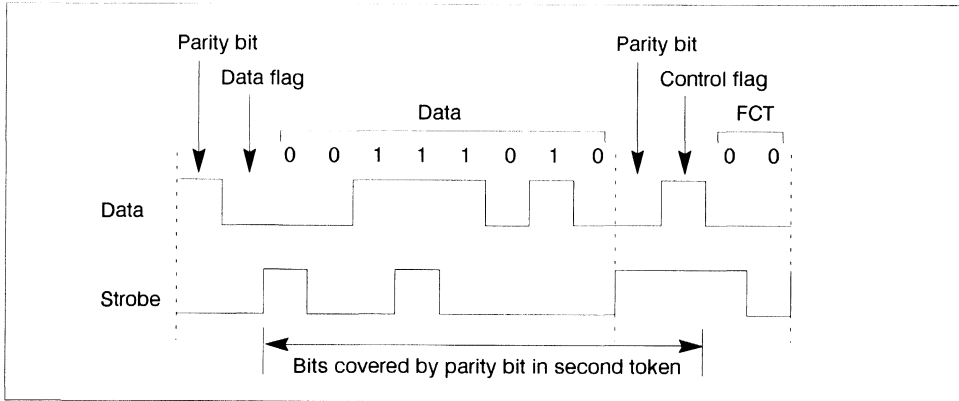 Parity bit Parity bit
Data flag Control flag
Data FCT
0 0 1 1 1 0 1 0 0 0
Data
Strobe
Bits covered by parity bit in second token